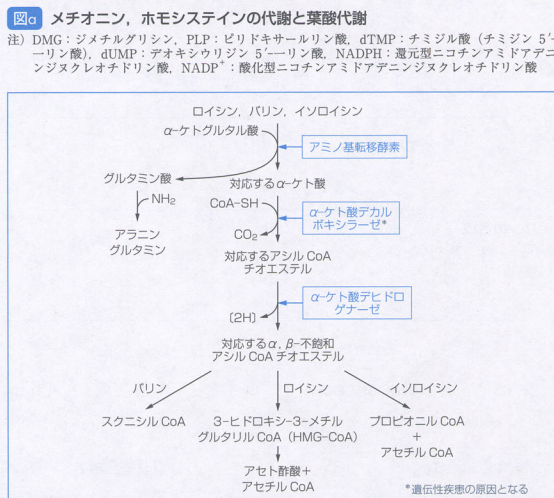 図a メチオニン，ホモシステインの代謝と葉酸代謝
注）DMG：ジメチルグリシン，PLP：ピリドキサールリン酸，dTMP：チミジル酸（チミジン 5′-
一リン酸），dUMP：デオキシウリジン 5′-一リン酸，NADPH：還元型ニコチンアミドアデニ
ンジヌクレオチドリン酸，NADP⁺：酸化型ニコチンアミドアデニンジヌクレオチドリン酸
ロイシン，バリン，イソロイシン
α-ケトグルタル酸
アミノ基転移酵素
グルタミン酸
対応するα-ケト酸
NH₂
CoA-SH
α-ケト酸デカル
ボキシラーゼ*
CO₂
アラニン
グルタミン
対応するアシル CoA
チオエステル
α-ケト酸デヒドロ
ゲナーゼ
〔2H〕
対応するα, β-不飽和
アシル CoA チオエステル
バリン
ロイシン
イソロイシン
スクニシル CoA
3-ヒドロキシ-3-メチル
グルタリル CoA（HMG-CoA）
プロピオニル CoA
+
アセチル CoA
アセト酢酸+
アセチル CoA
*遺伝性疾患の原因となる